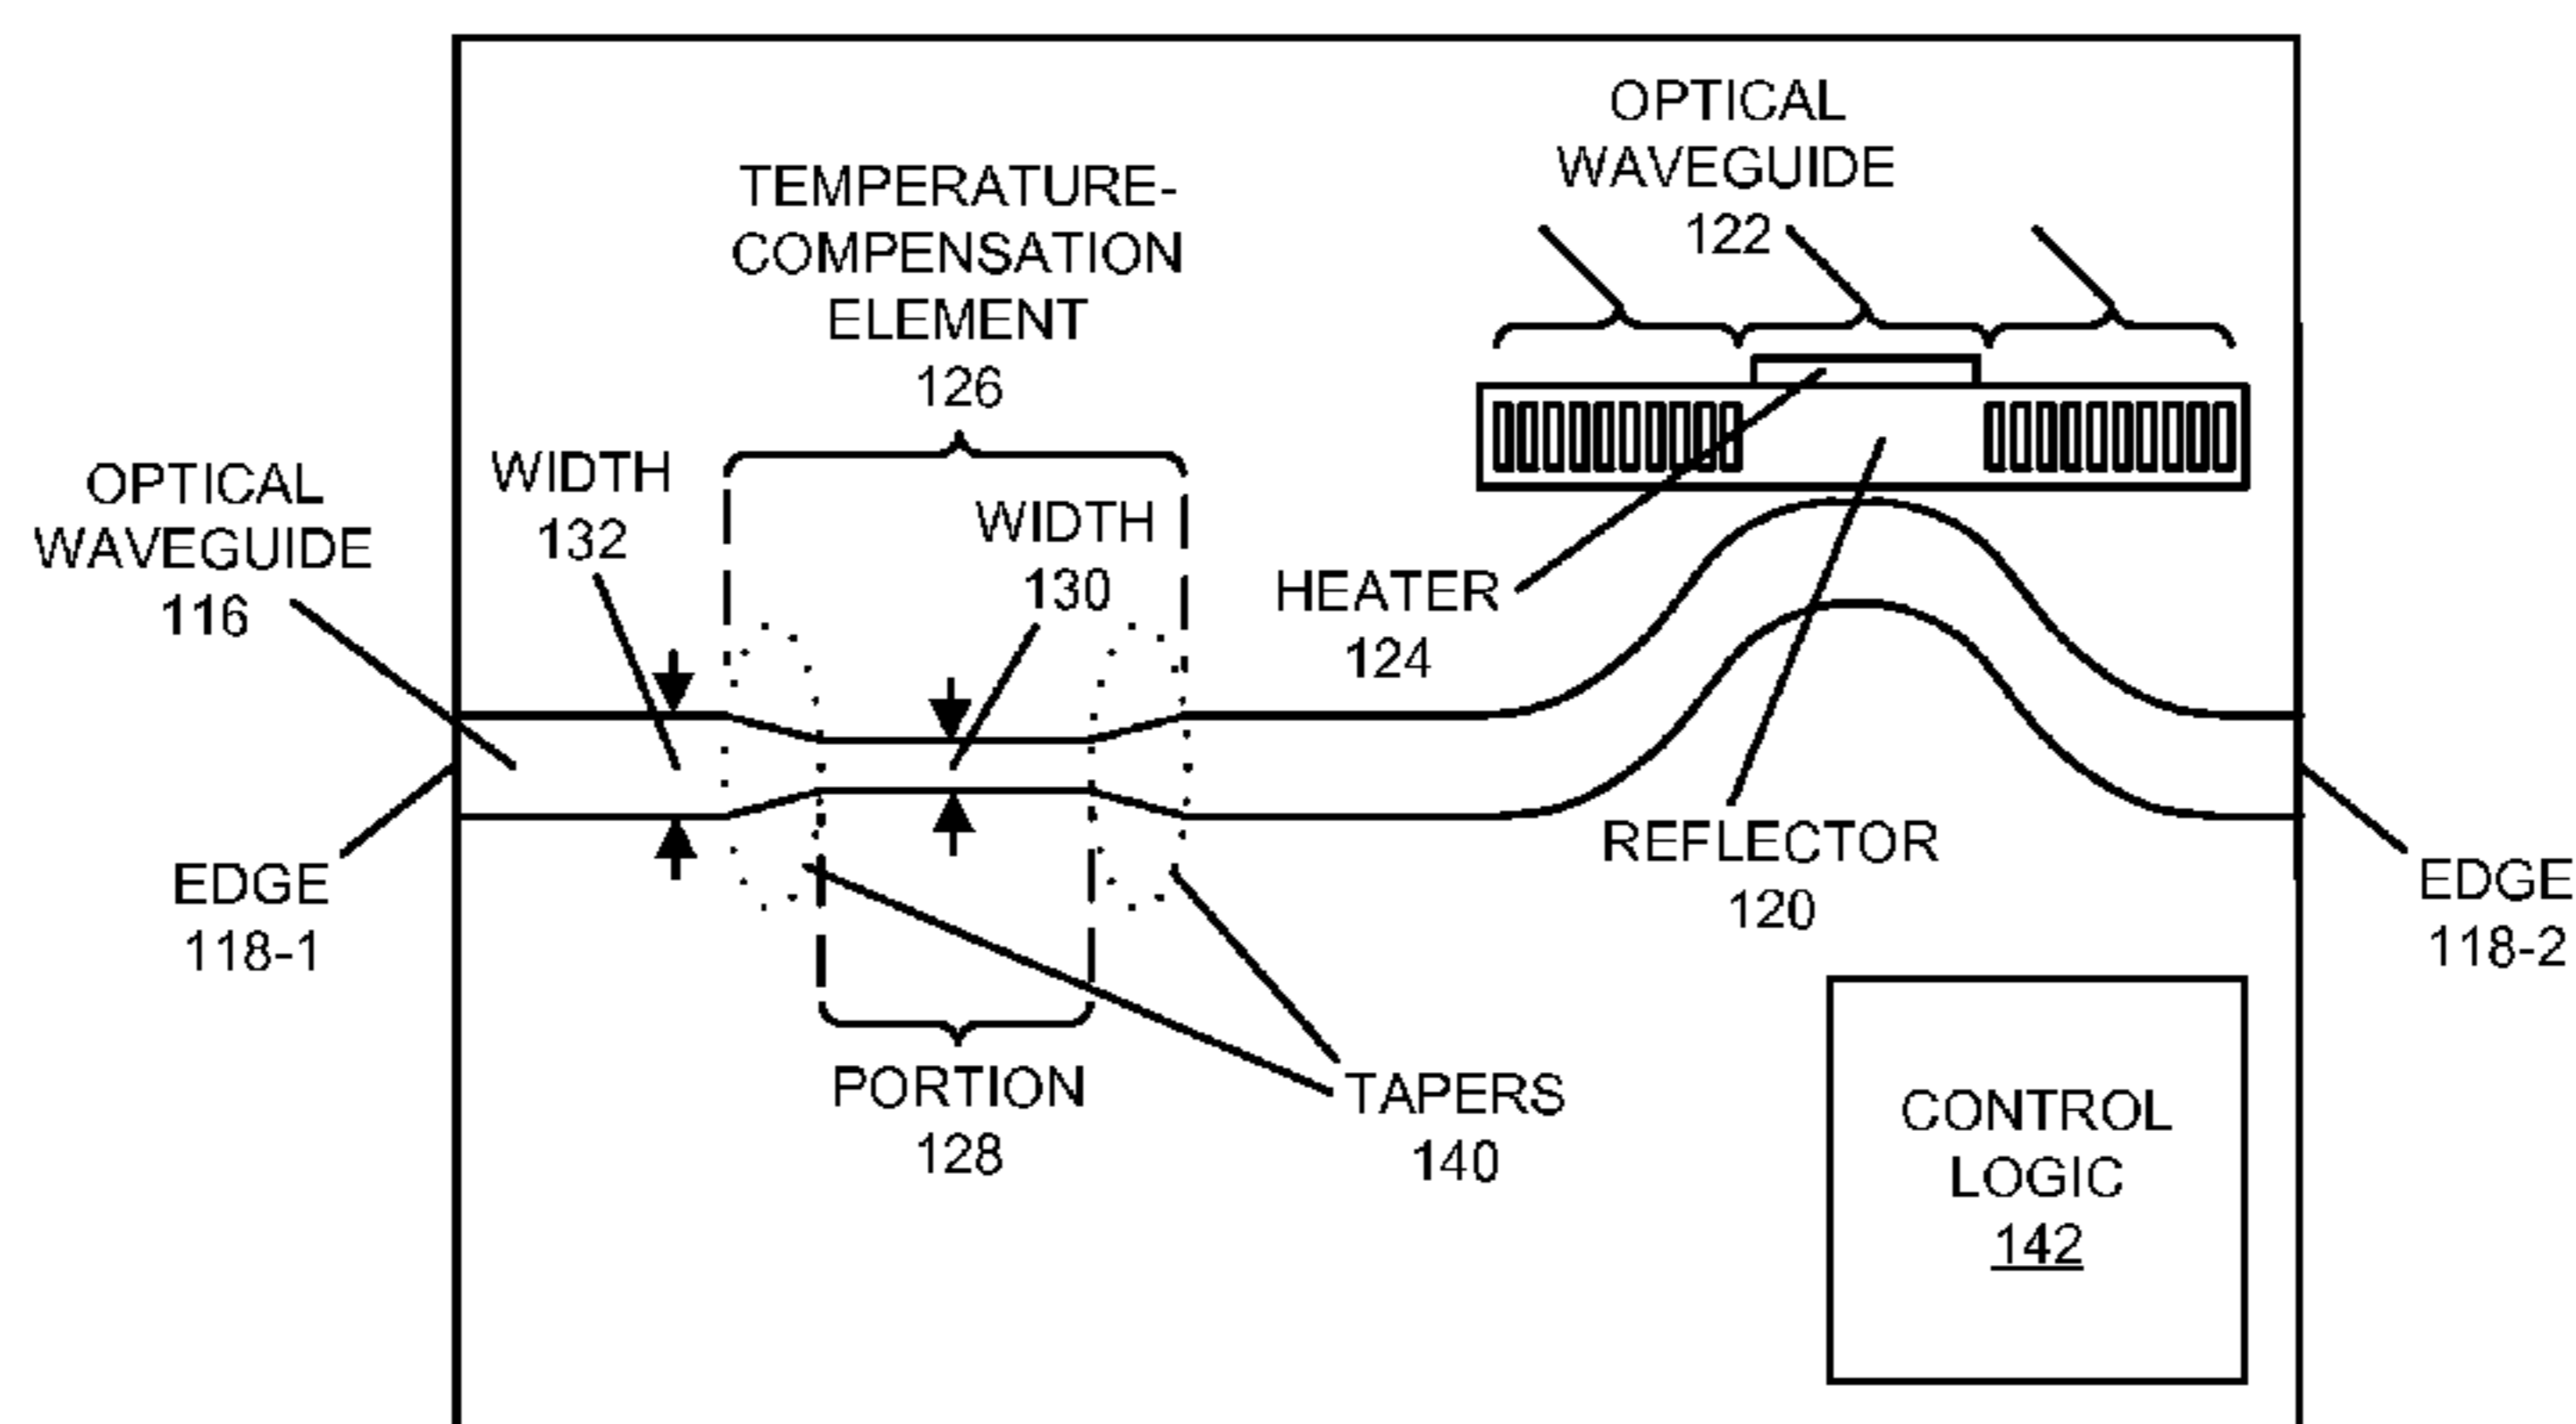 OPTICAL
WAVEGUIDE
122
TEMPERATURE-
COMPENSATION
ELEMENT
126
OPTICAL
WAVEGUIDE
116
WIDTH
132
WIDTH
130
HEATER
124
EDGE
118-1
REFLECTOR
120
EDGE
118-2
PORTION
128
TAPERS
140
CONTROL
LOGIC
142